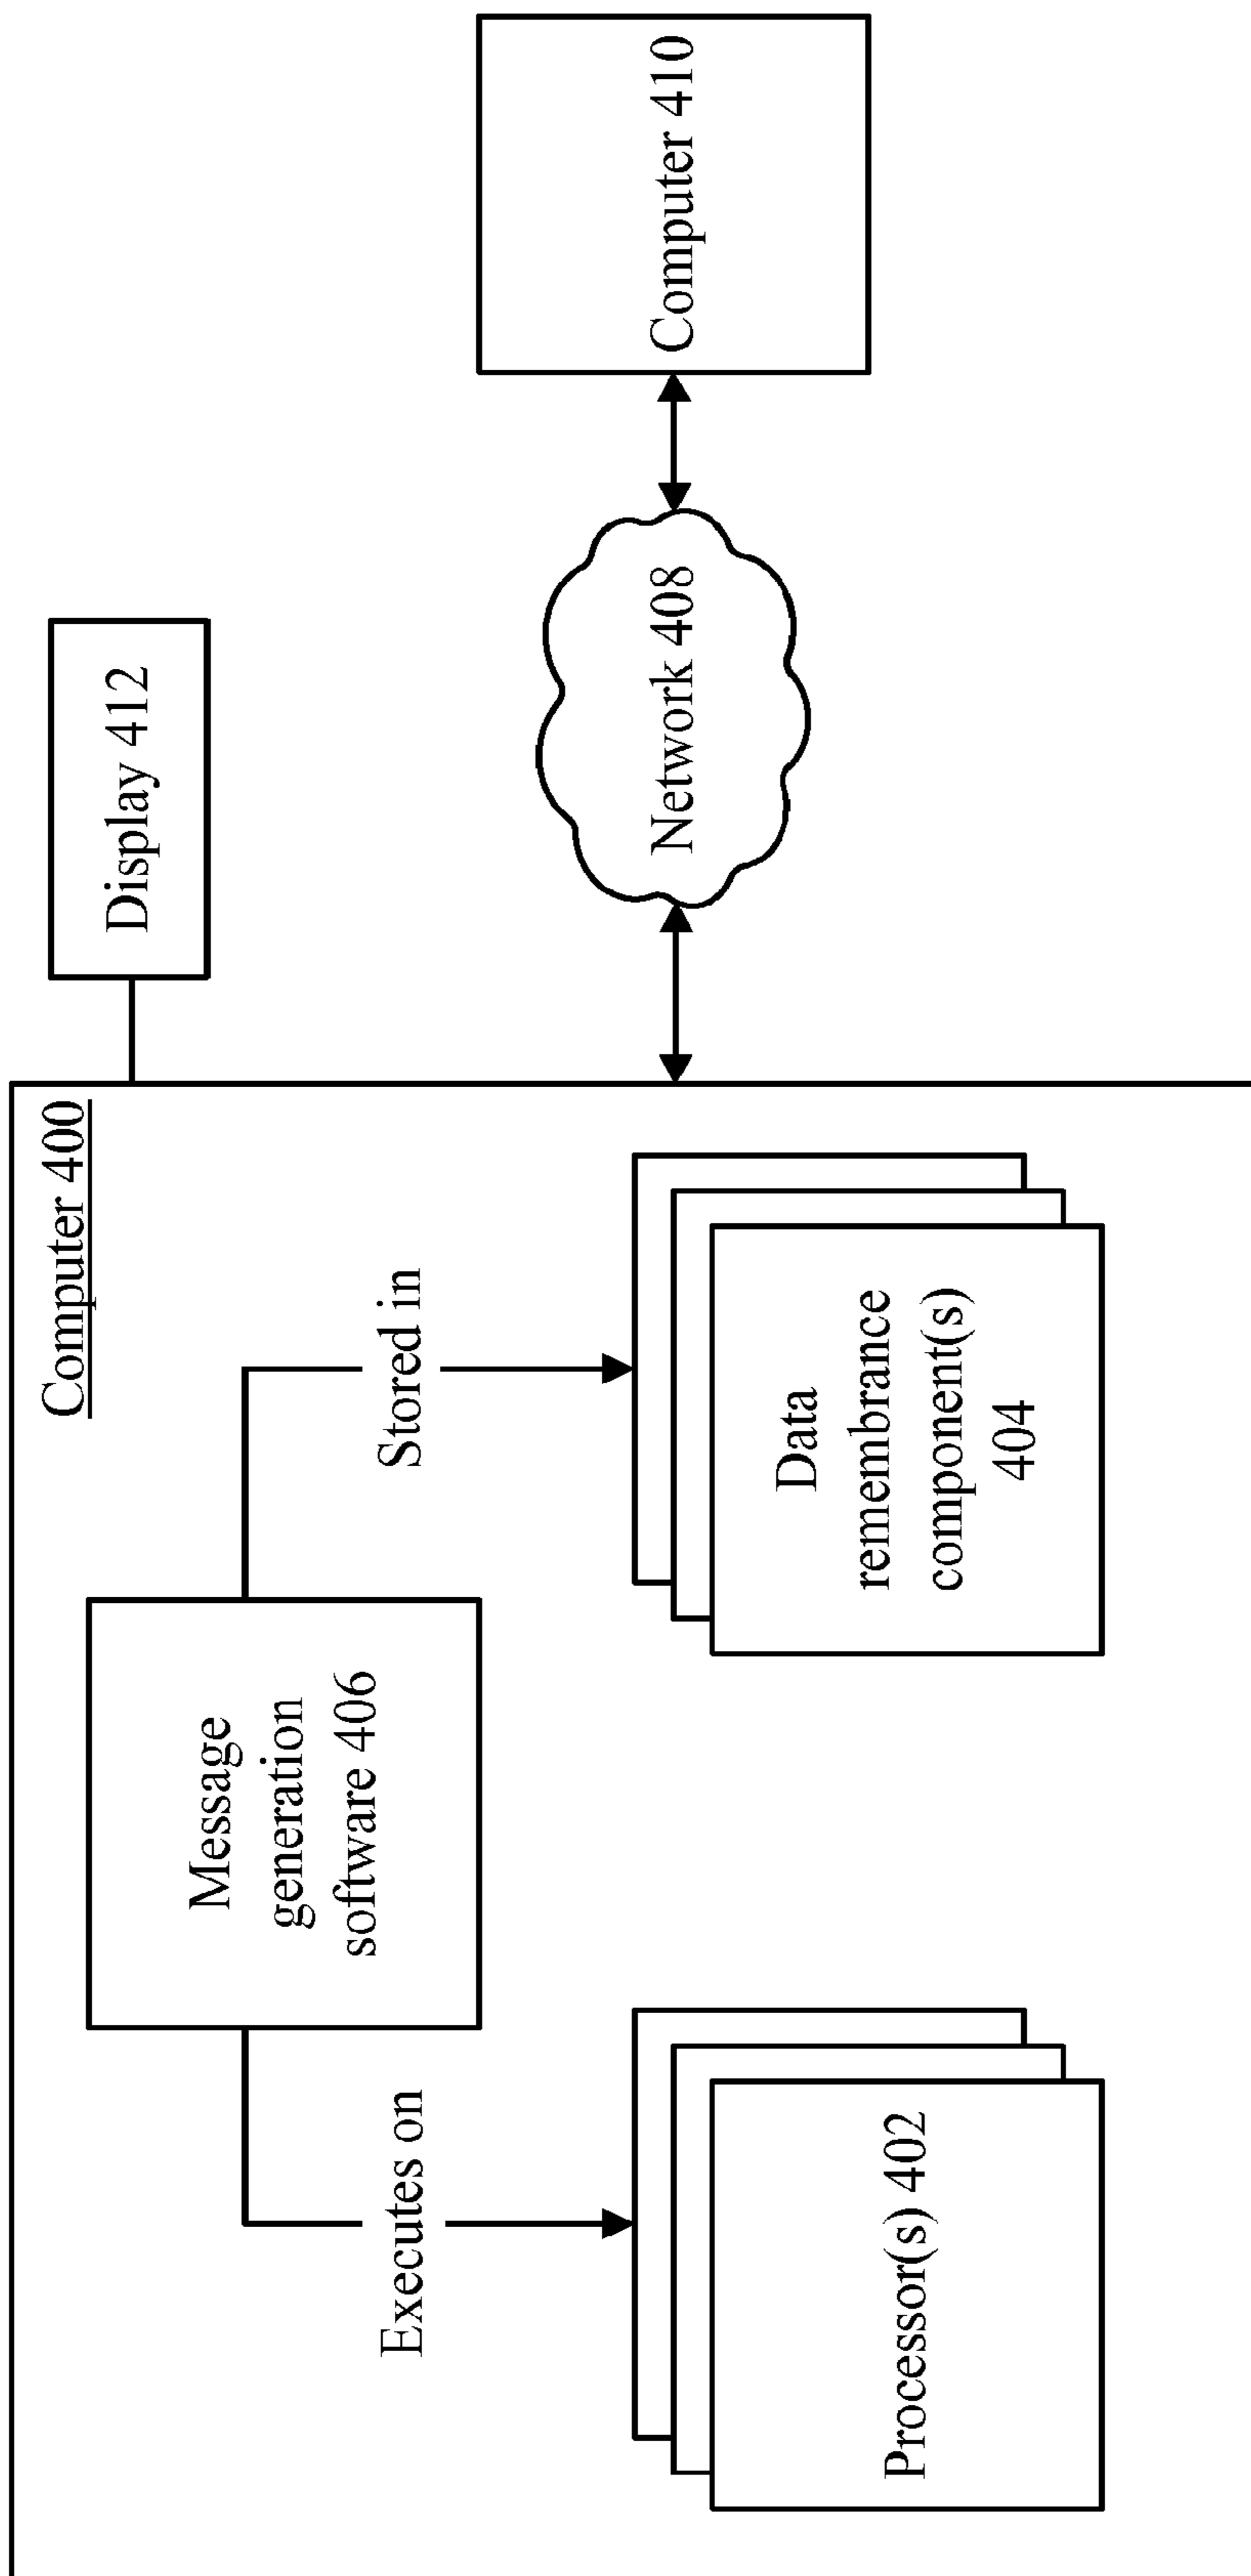 Computer 400
Message
generation
software 406
Executes on
Stored in
Processor(s) 402
Data
remembrance
component(s)
404
Display 412
Network 408
Computer 410